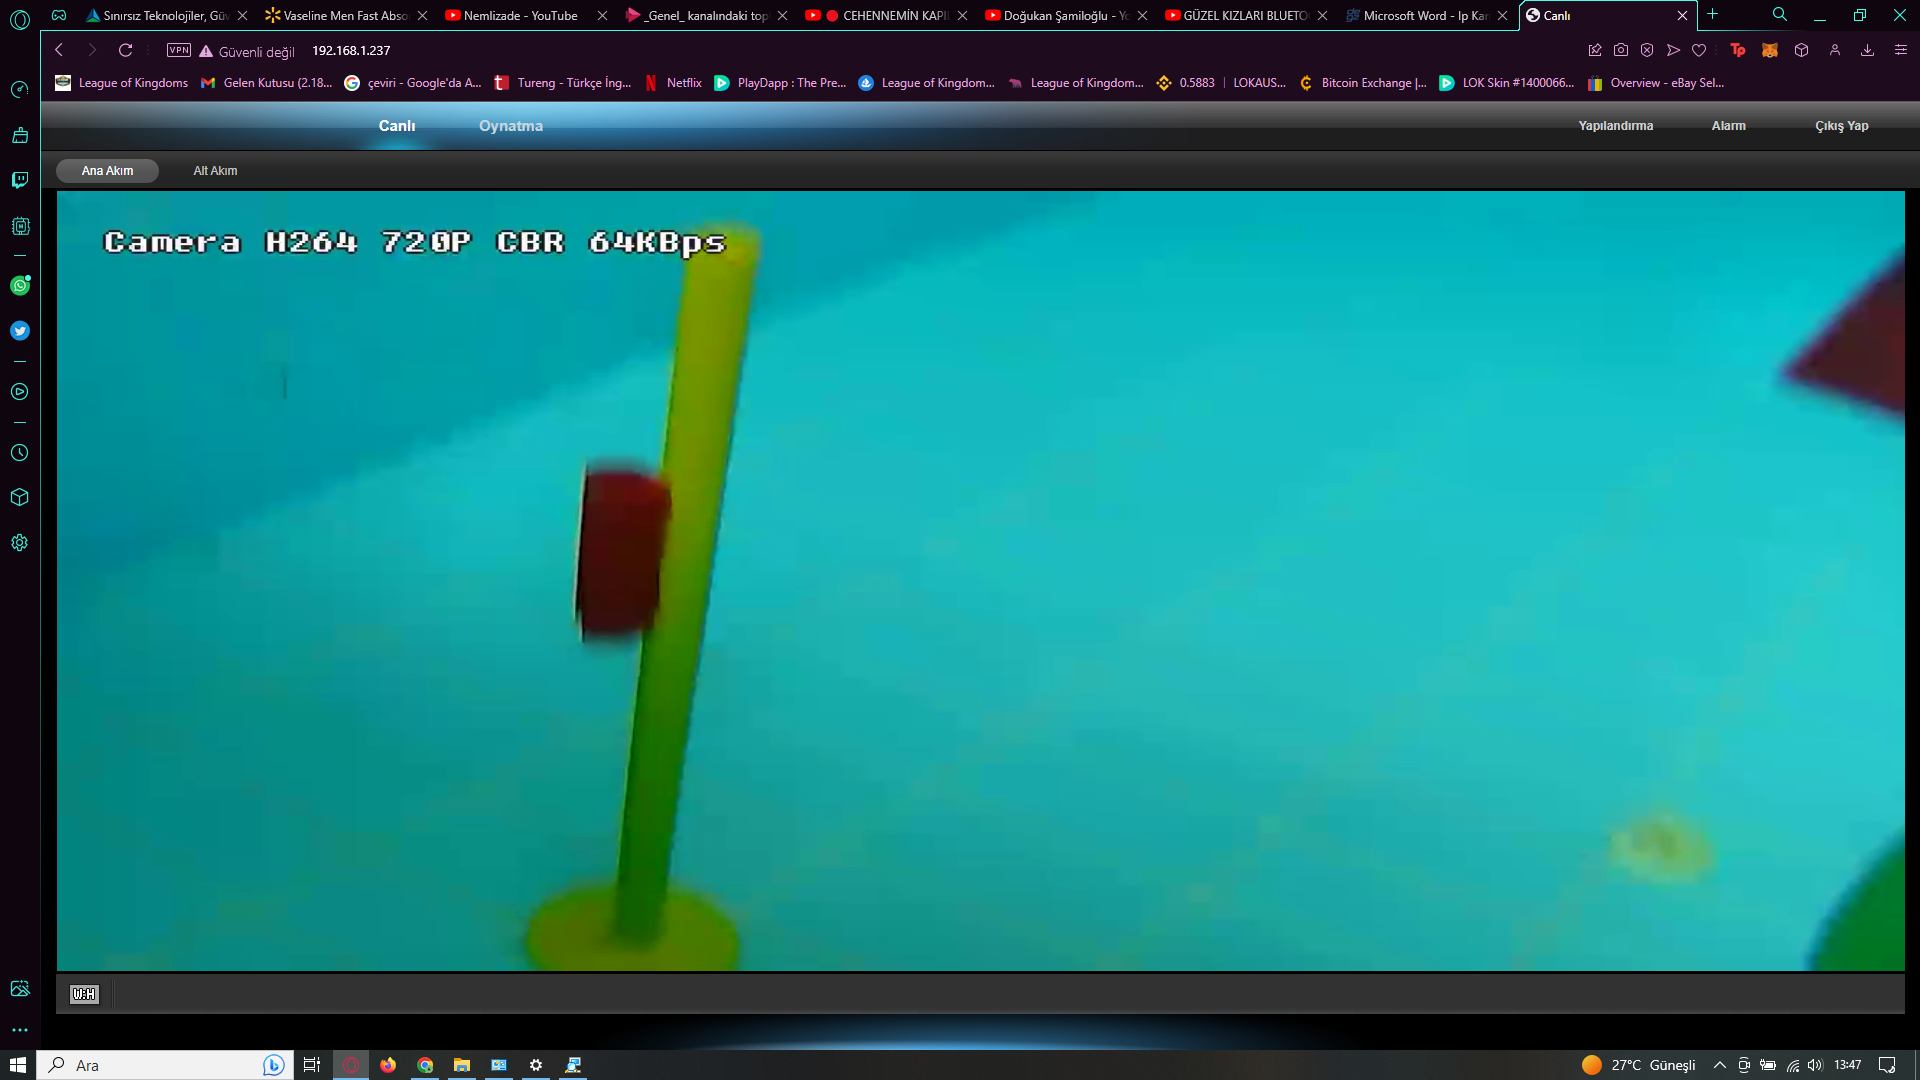 Sınırsız Teknolojiler, Güv
Vaseline Men Fast Abso
Nemlizade - YouTube
_Genel_ kanalındaki top
CEHENNEMİN KAPI
Doğukan Şamiloğlu - Yo
GÜZEL KIZLARI BLUETO
Microsoft Word - Ip Kar
Canlı
VPN
Güvenli değil
192.168.1.237
League of Kingdoms
Gelen Kutusu (2.18...
çeviri - Google'da A...
Tureng - Türkçe İng...
Netflix
PlayDapp : The Pre...
League of Kingdom...
League of Kingdom...
0.5883 | LOKAUS...
Bitcoin Exchange |...
LOK Skin #1400066...
Overview - eBay Sel...
Canlı
Oynatma
Yapılandırma
Alarm
Çıkış Yap
Ana Akım
Alt Akım
Camera H264 720P CBR 64KBps
W:H
Ara
27°C Güneşli
13:47